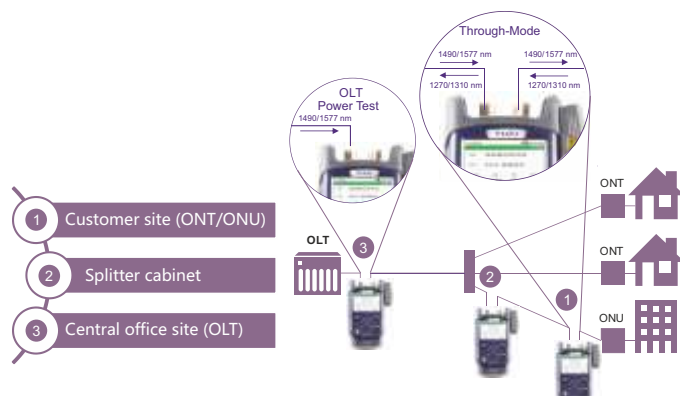 Through-Mode
1490/1577 nm
1490/1577 nm
1270/1310 nm
1270/1310 nm
OLT
Power Test
1490/1577 nm
1 Customer site (ONT/ONU)
2 Splitter cabinet
3 Central office site (OLT)
OLT
3
2
1
ONT
ONT
ONU